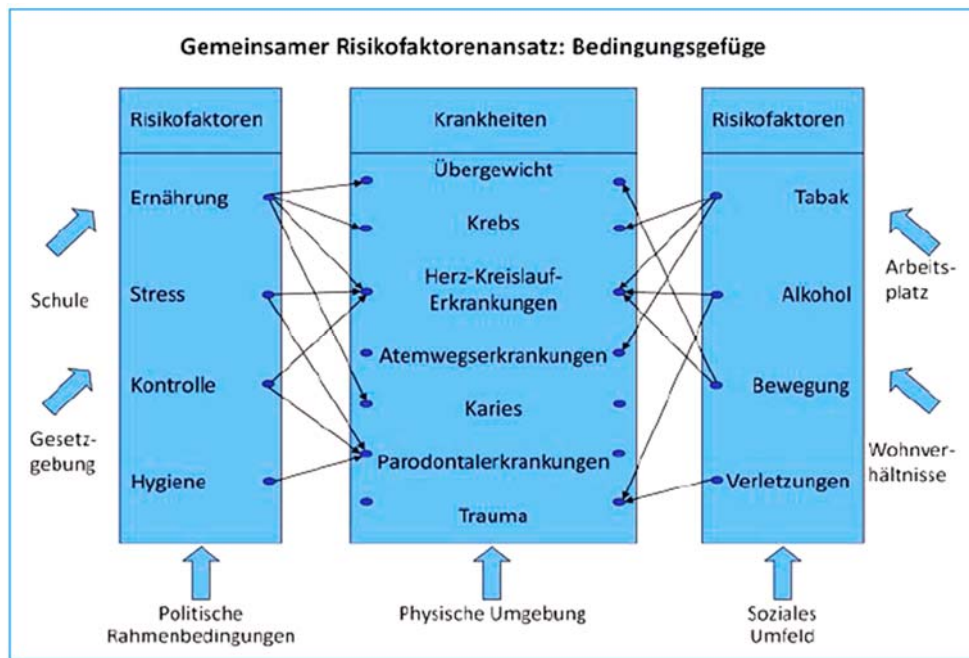 Gemeinsamer Risikofaktorenansatz: Bedingungsgefüge
Risikofaktoren
Ernährung
Stress
Kontrolle
Hygiene
Krankheiten
Übergewicht
Krebs
Herz-Kreislauf-
Erkrankungen
Atemwegserkrankungen
Karies
Parodontalerkrankungen
Trauma
Risikofaktoren
Tabak
Alkohol
Bewegung
Verletzungen
Schule
Gesetz-
gebung
Arbeits-
platz
Wohnver-
hältnisse
Politische
Rahmenbedingungen
Physische Umgebung
Soziales
Umfeld